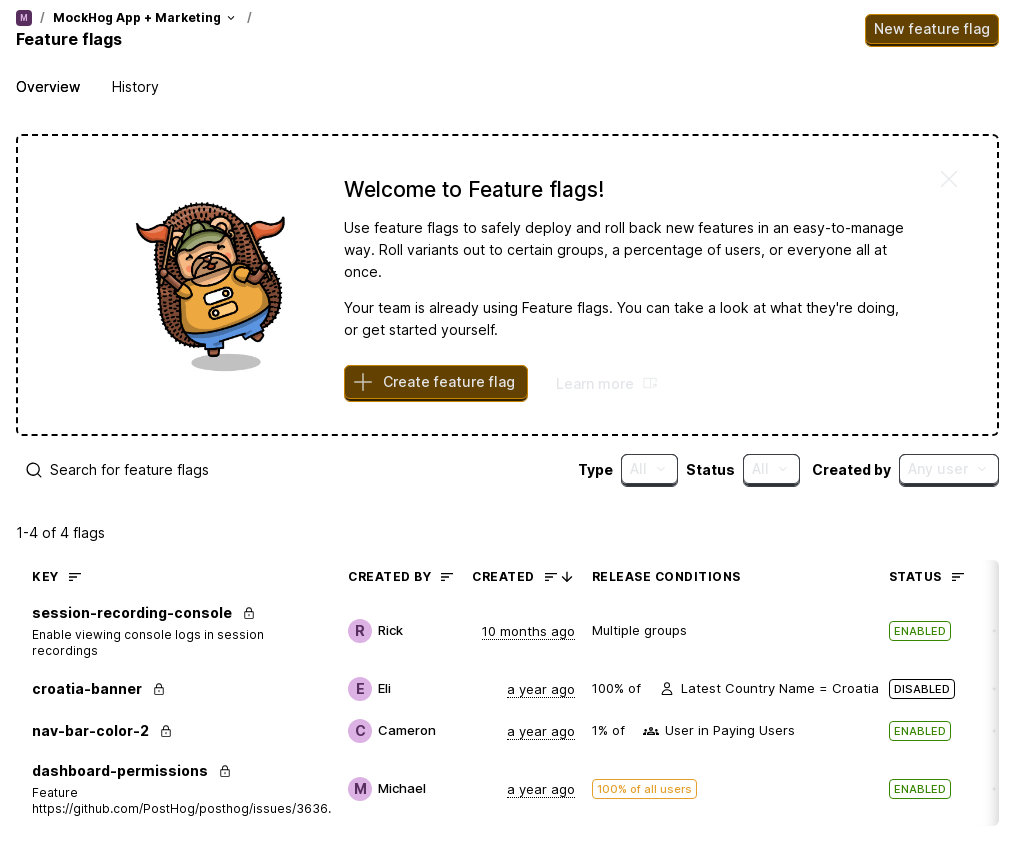 M / MockHog App + Marketing /
Feature flags
New feature flag
Overview History
Welcome to Feature flags!
Use feature flags to safely deploy and roll back new features in an easy-to-manage
way. Roll variants out to certain groups, a percentage of users, or everyone all at
once.
Your team is already using Feature flags. You can take a look at what they're doing,
or get started yourself.
Create feature flag Learn more
Search for feature flags Type All Status All Created by Any user
1-4 of 4 flags
KEY CREATED BY CREATED RELEASE CONDITIONS STATUS
session-recording-console
Enable viewing console logs in session
recordings
R Rick 10 months ago Multiple groups ENABLED
croatia-banner E Eli a year ago 100% of Latest Country Name = Croatia DISABLED
nav-bar-color-2 C Cameron a year ago 1% of User in Paying Users ENABLED
dashboard-permissions
Feature
https://github.com/PostHog/posthog/issues/3636.
M Michael a year ago 100% of all users ENABLED